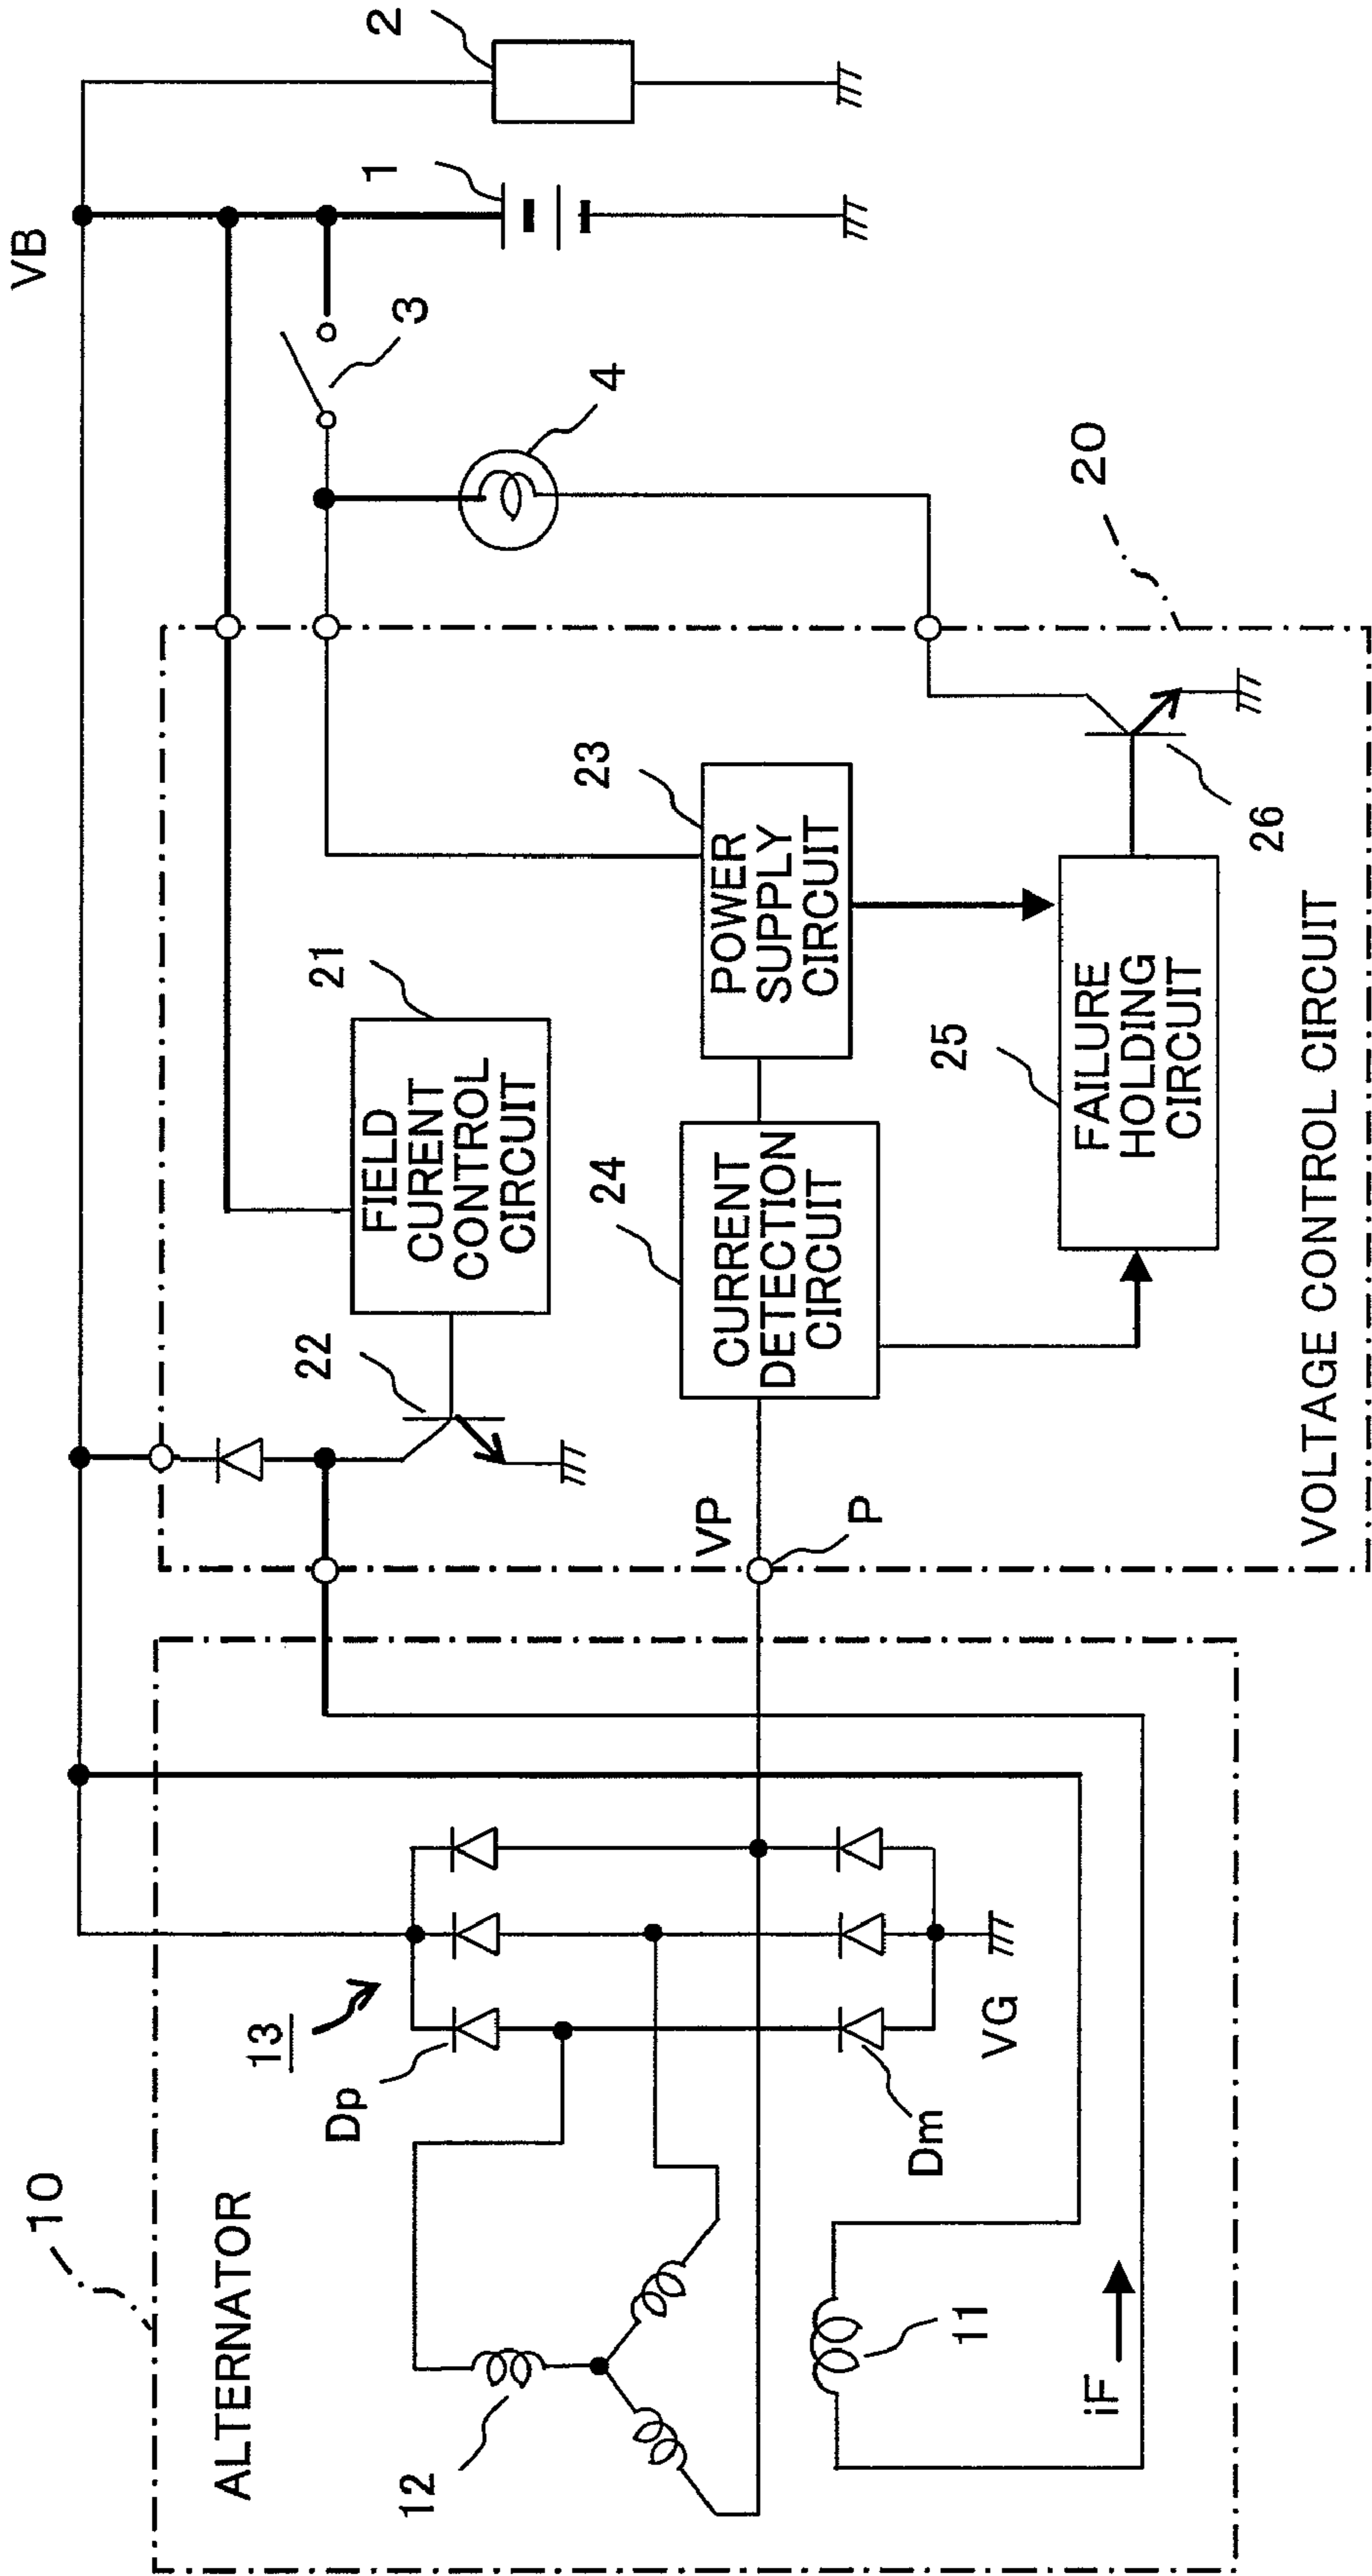 10
ALTERNATOR
12
11
iF
13
Dp
Dm
VG
VP
P
22
21
FIELD
CURRENT
CONTROL
CIRCUIT
24
CURRENT
DETECTION
CIRCUIT
23
POWER
SUPPLY
CIRCUIT
25
FAILURE
HOLDING
CIRCUIT
26
20
VOLTAGE CONTROL CIRCUIT
VB
3
4
1
2